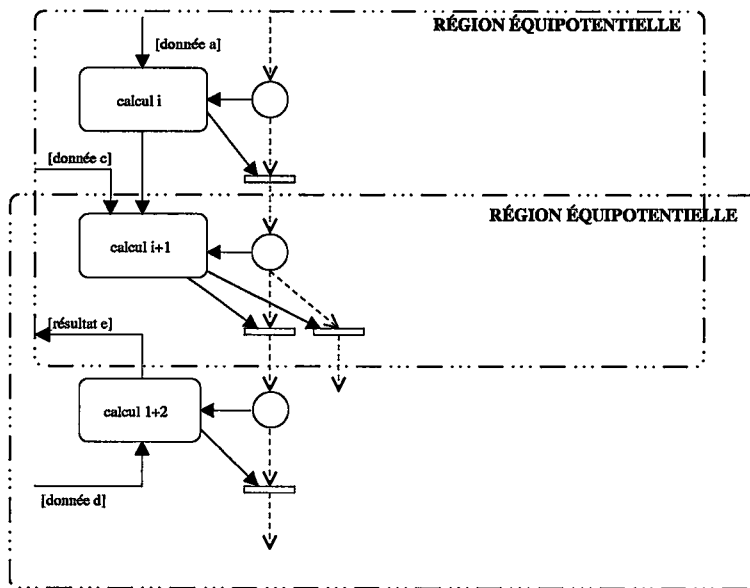 RÉGION ÉQUIPOTENTIELLE
[donnée a]
calcul i
[donnée c]
RÉGION ÉQUIPOTENTIELLE
calcul i+1
[résultat e]
calcul 1+2
[donnée d]